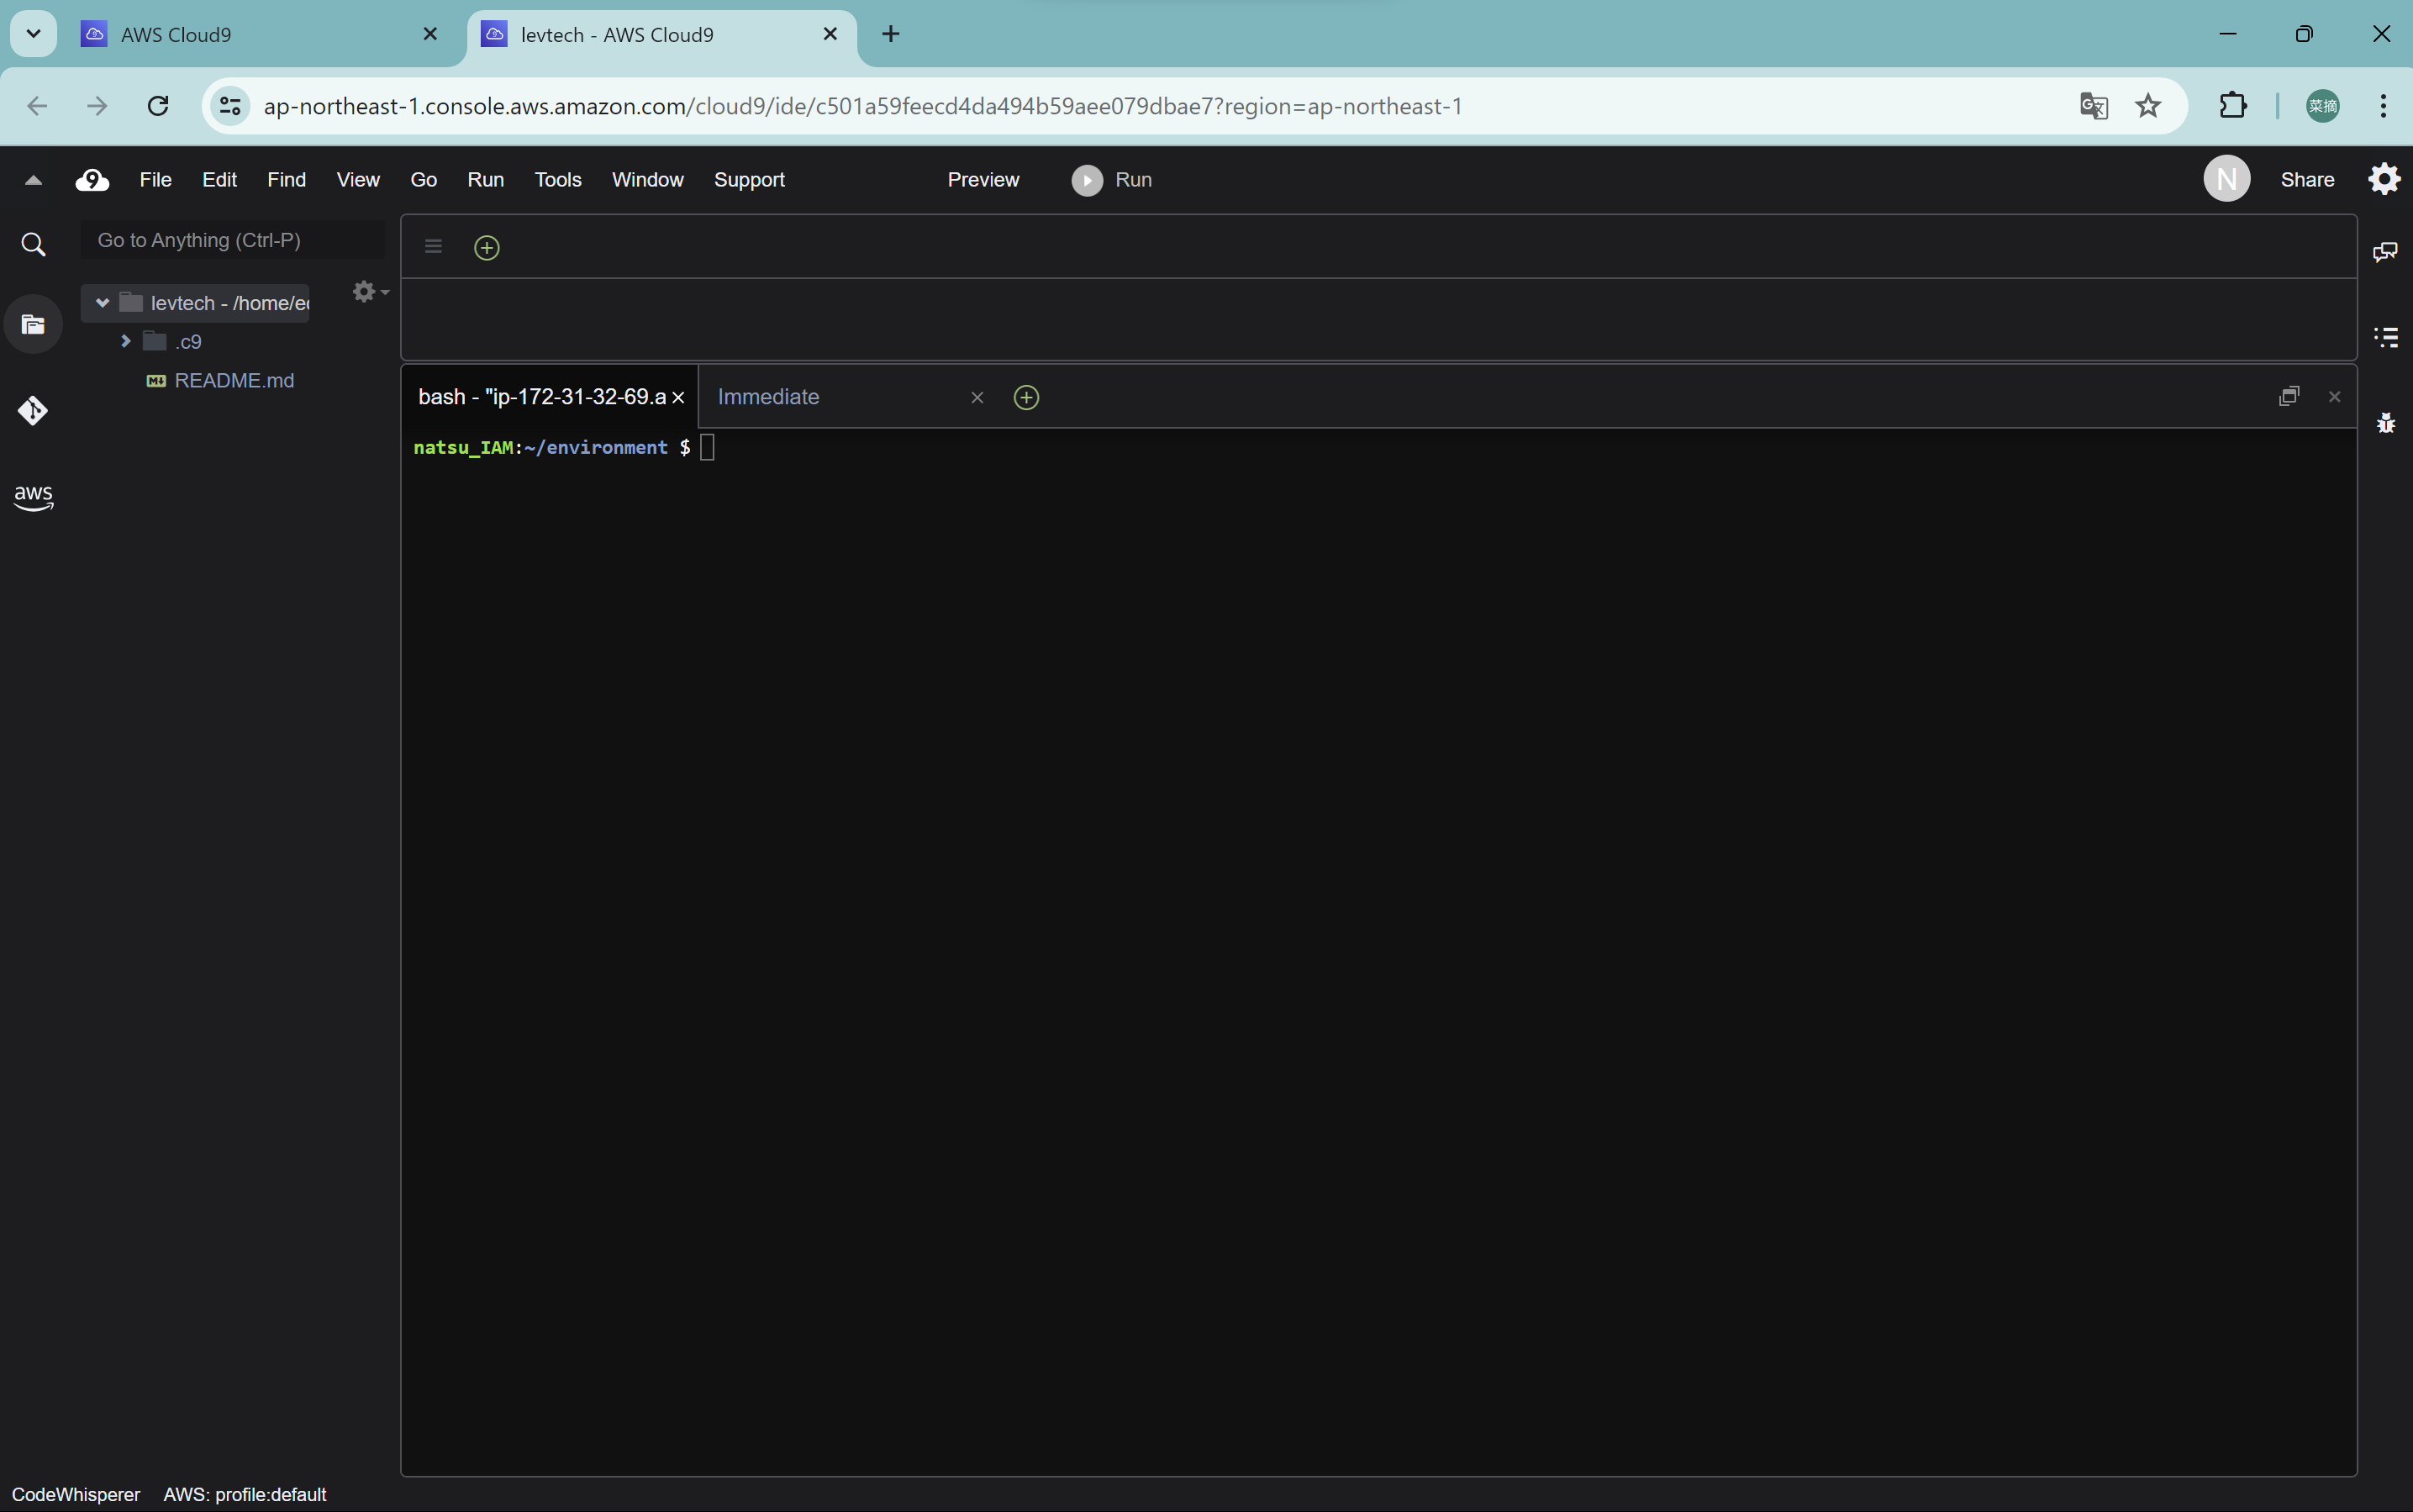 AWS Cloud9
levtech - AWS Cloud9
ap-northeast-1.console.aws.amazon.com/cloud9/ide/c501a59feecd4da494b59aee079dbae7?region=ap-northeast-1
菜摘
9 File Edit Find View Go Run Tools Window Support Preview Run N Share
Go to Anything (Ctrl-P)
levtech - /home/ec
.c9
README.md
aws
bash - "ip-172-31-32-69.a
Immediate
natsu_IAM:~/environment $
CodeWhisperer AWS: profile:default